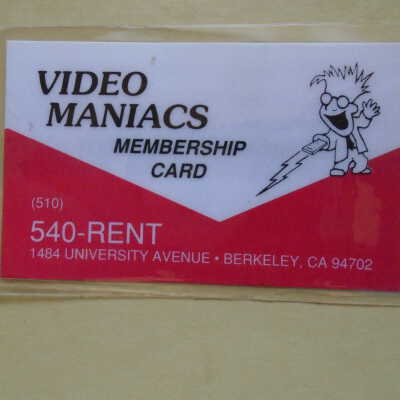 VIDEO
MANIACS
MEMBERSHIP
CARD
(510)
540-RENT
1484 UNIVERSITY AVENUE • BERKELEY, CA 94702